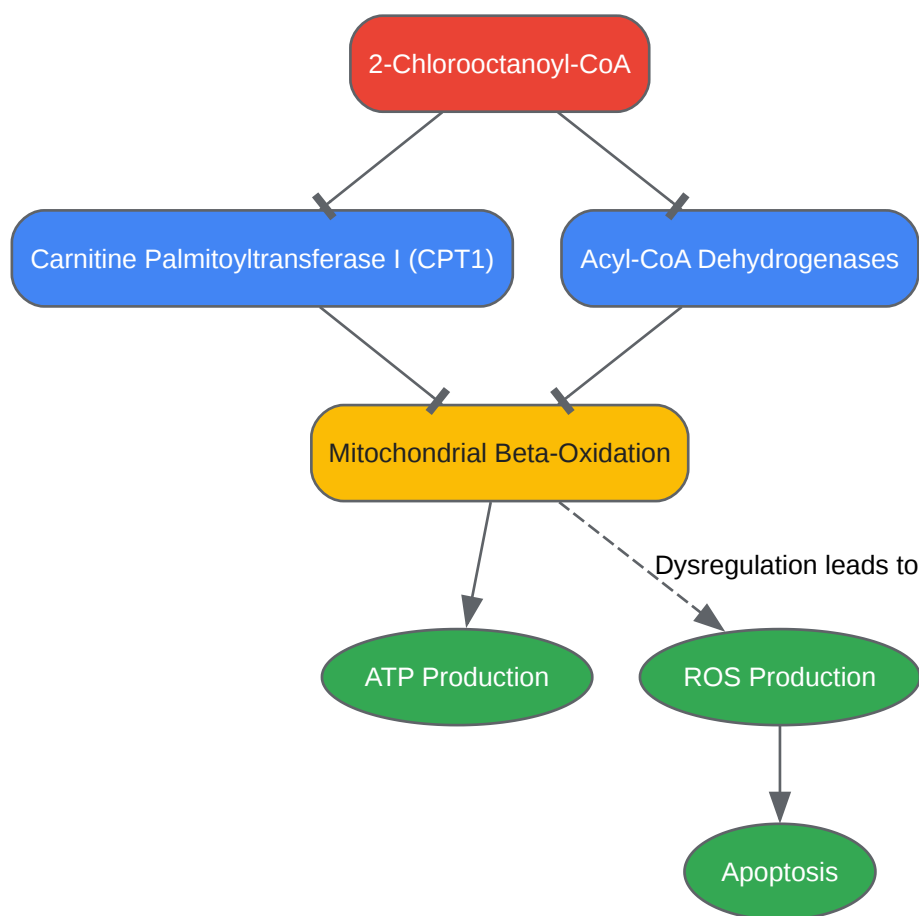 2-Chlorooctanoyl-CoA
Carnitine Palmitoyltransferase I (CPT1)
Acyl-CoA Dehydrogenases
Mitochondrial Beta-Oxidation
Dysregulation leads to
ATP Production
ROS Production
Apoptosis